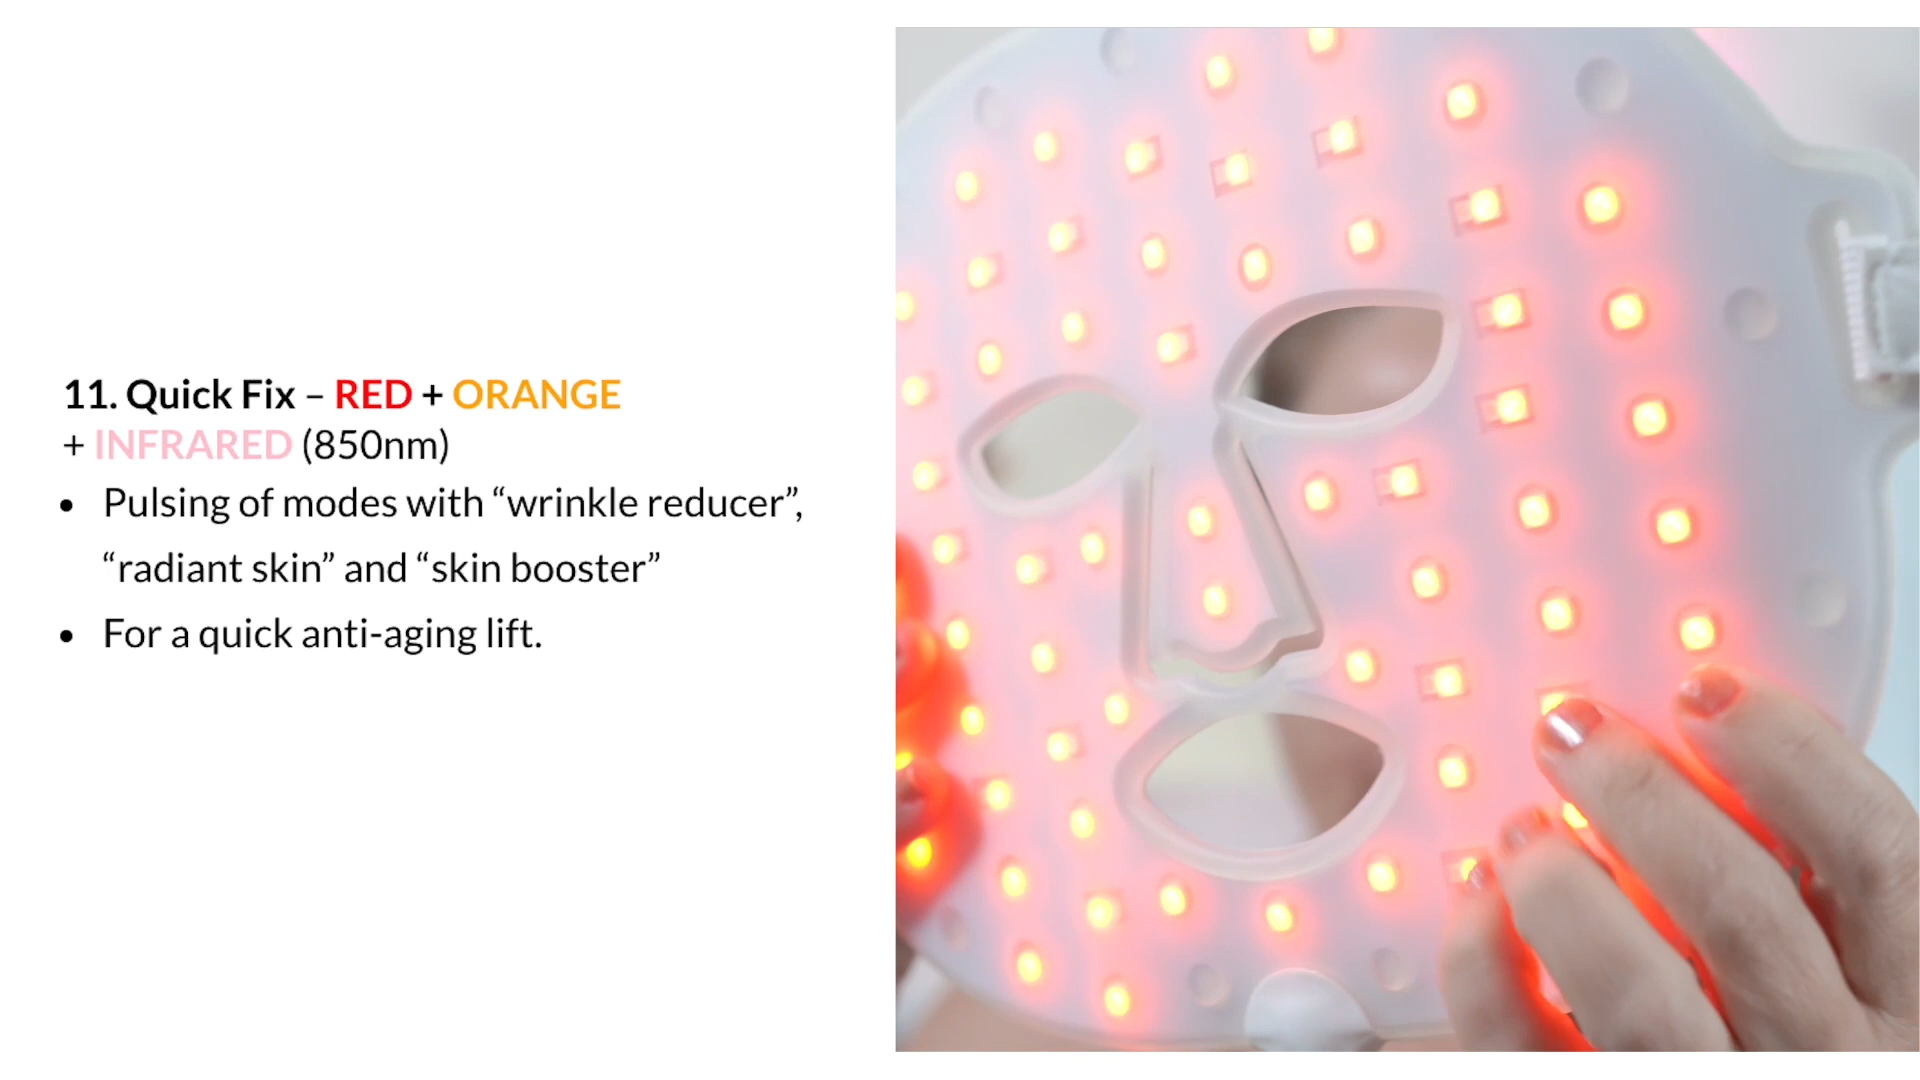 11. Quick Fix – RED + ORANGE
+ INFRARED (850nm)
• Pulsing of modes with “wrinkle reducer”,
“radiant skin” and “skin booster”
• For a quick anti-aging lift.